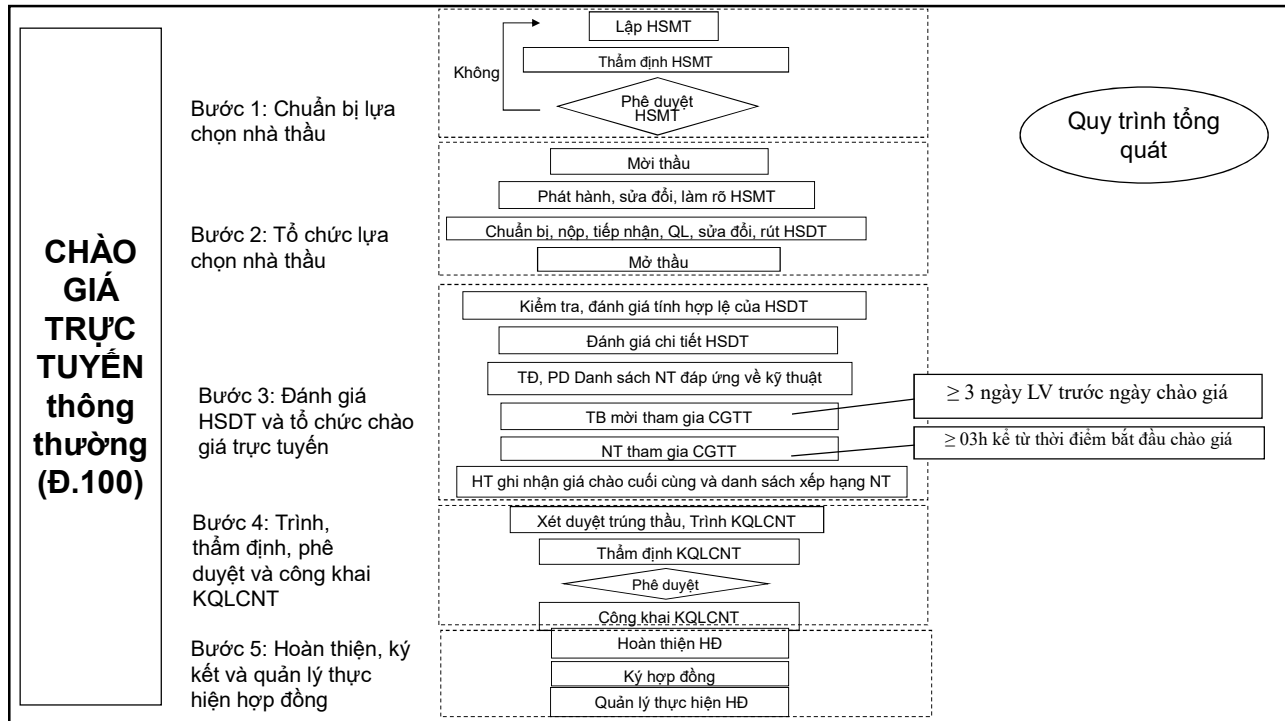 CHÀO
GIÁ
TRỰC
TUYẾN
thông
thường
(Đ.100)
Quy trình tổng
quát
Bước 1: Chuẩn bị lựa
chọn nhà thầu
Lập HSMT
Thẩm định HSMT
Không
Phê duyệt
HSMT
Bước 2: Tổ chức lựa
chọn nhà thầu
Mời thầu
Phát hành, sửa đổi, làm rõ HSMT
Chuẩn bị, nộp, tiếp nhận, QL, sửa đổi, rút HSDT
Mở thầu
Bước 3: Đánh giá
HSDT và tổ chức chào
giá trực tuyến
Kiểm tra, đánh giá tính hợp lệ của HSDT
Đánh giá chi tiết HSDT
TĐ, PD Danh sách NT đáp ứng về kỹ thuật
TB mời tham gia CGTT
≥ 3 ngày LV trước ngày chào giá
NT tham gia CGTT
≥ 03h kể từ thời điểm bắt đầu chào giá
HT ghi nhận giá chào cuối cùng và danh sách xếp hạng NT
Bước 4: Trình,
thẩm định, phê
duyệt và công khai
KQLCNT
Xét duyệt trúng thầu, Trình KQLCNT
Thẩm định KQLCNT
Phê duyệt
Công khai KQLCNT
Bước 5: Hoàn thiện, ký
kết và quản lý thực
hiện hợp đồng
Hoàn thiện HĐ
Ký hợp đồng
Quản lý thực hiện HĐ